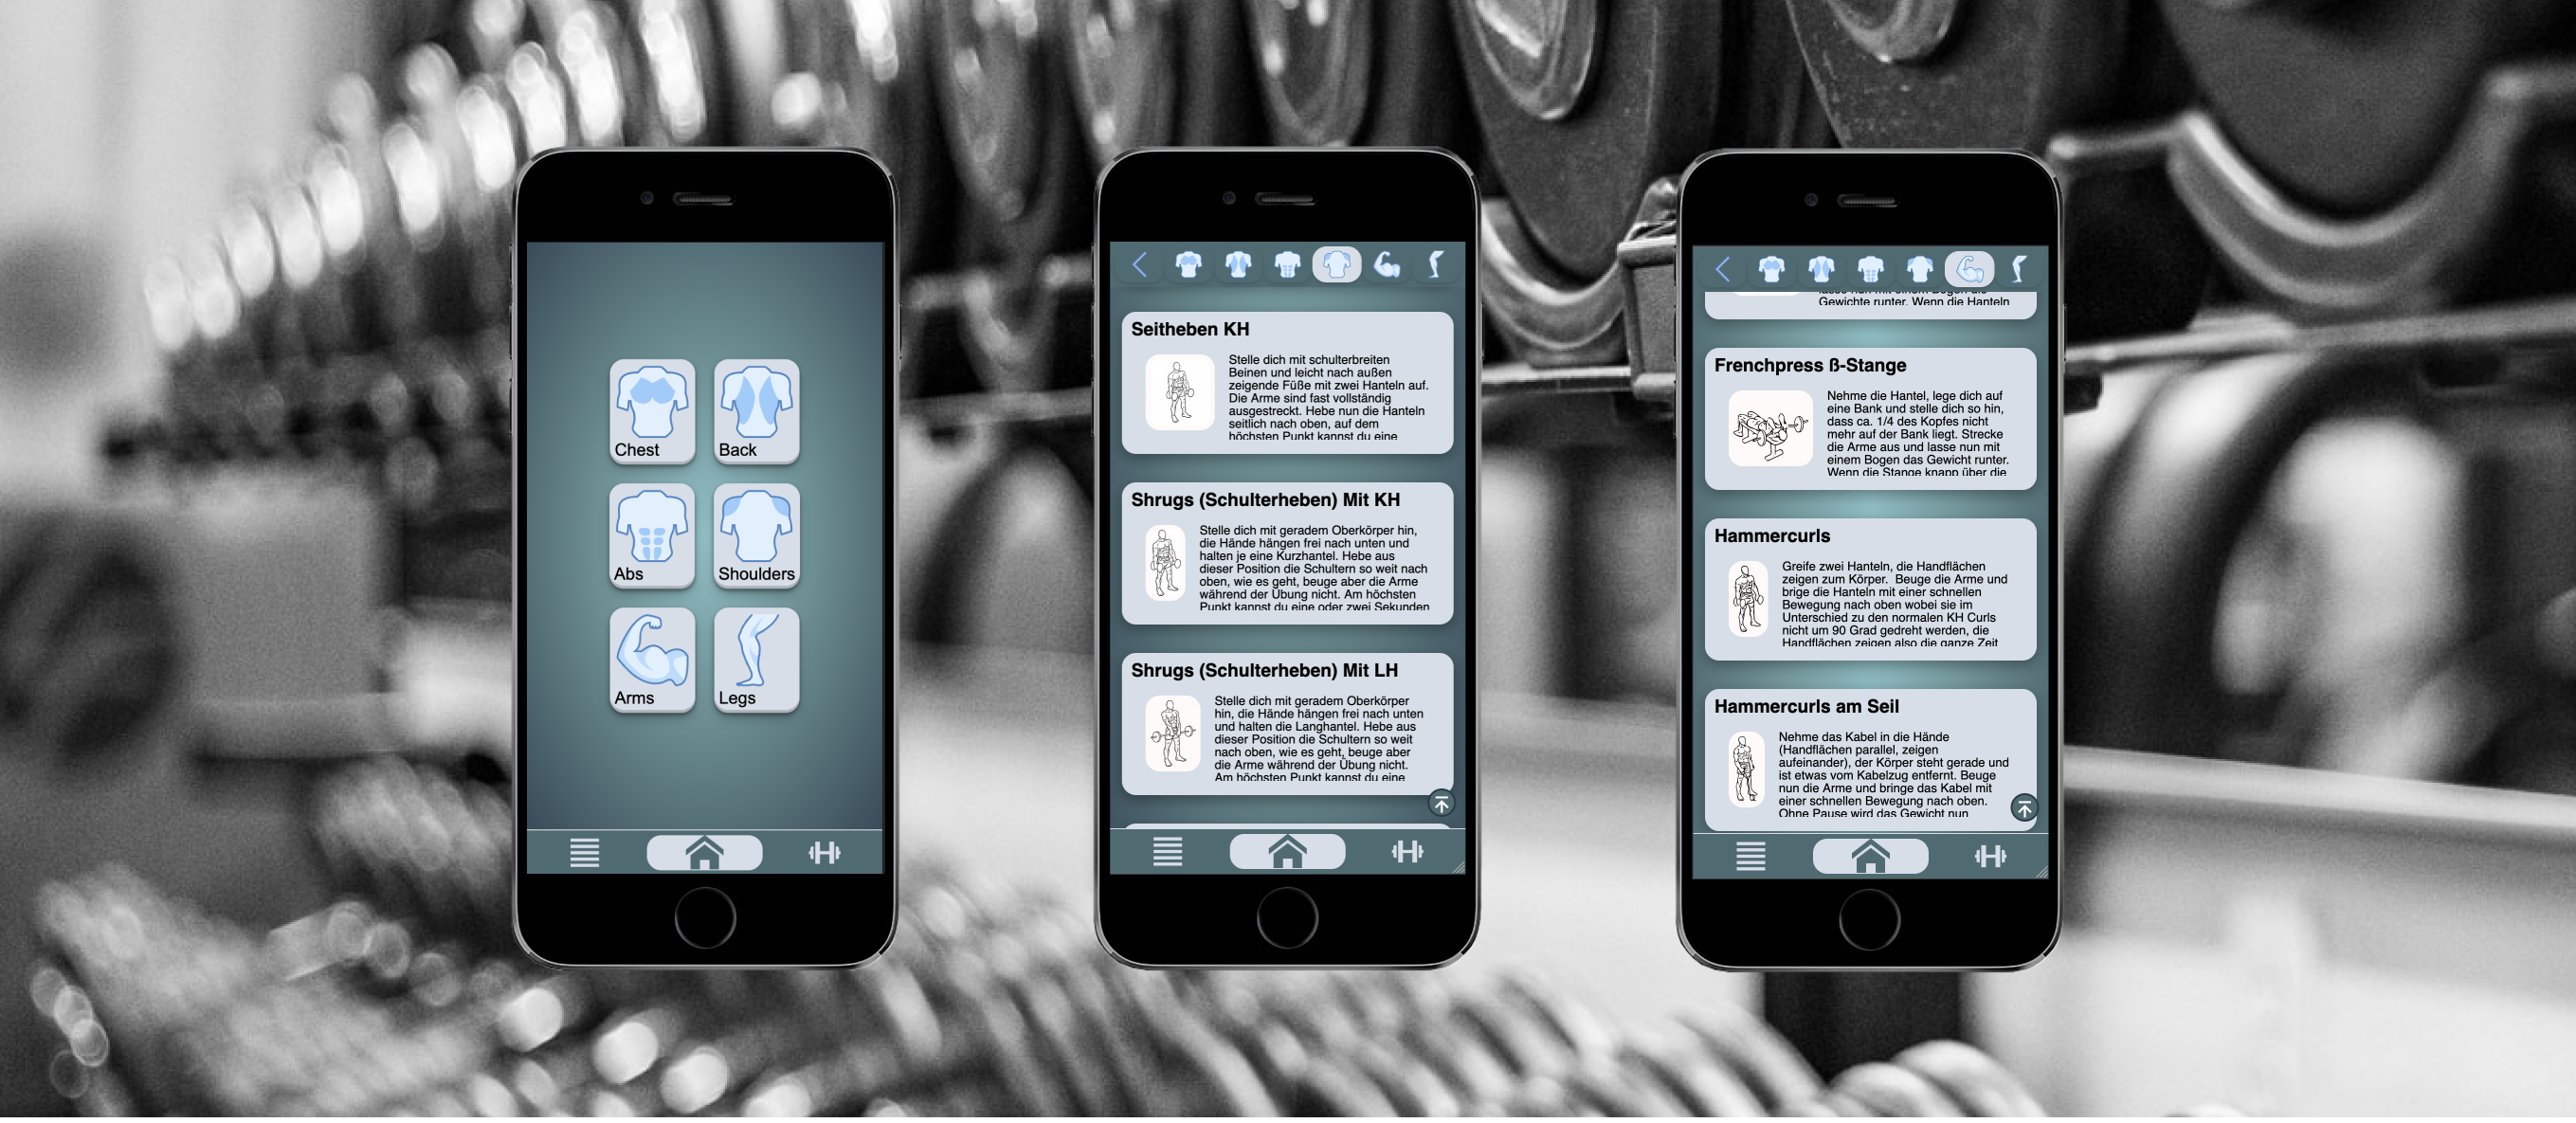 Chest
Back
Abs
Shoulders
Arms
Legs
Seitheben KH
Stelle dich mit schulterbreiten
Beinen und leicht nach außen
zeigende Füße mit zwei Hanteln auf.
Die Arme sind fast vollständig
ausgestreckt. Hebe nun die Hanteln
seitlich nach oben, auf dem
höchsten Punkt kannst du eine
Shrugs (Schulterheben) Mit KH
Stelle dich mit geradem Oberkörper hin,
die Hände hängen frei nach unten und
halten je eine Kurzhantel. Hebe aus
dieser Position die Schultern so weit nach
oben, wie es geht, beuge aber die Arme
während der Übung nicht. Am höchsten
Punkt kannst du eine oder zwei Sekunden
Shrugs (Schulterheben) Mit LH
Stelle dich mit geradem Oberkörper
hin, die Hände hängen frei nach unten
und halten die Langhantel. Hebe aus
dieser Position die Schultern so weit
nach oben, wie es geht, beuge aber
die Arme während der Übung nicht.
Am höchsten Punkt kannst du eine
lasse nun mit einem Bogen die
Gewichte runter. Wenn die Hanteln
Frenchpress ß-Stange
Nehme die Hantel, lege dich auf
eine Bank und stelle dich so hin,
dass ca. 1/4 des Kopfes nicht
mehr auf der Bank liegt. Strecke
die Arme aus und lasse nun mit
einem Bogen das Gewicht runter.
Wenn die Stange knapp über die
Hammercurls
Greife zwei Hanteln, die Handflächen
zeigen zum Körper.  Beuge die Arme und
brige die Hanteln mit einer schnellen
Bewegung nach oben wobei sie im
Unterschied zu den normalen KH Curls
nicht um 90 Grad gedreht werden, die
Handflächen zeigen also die ganze Zeit
Hammercurls am Seil
Nehme das Kabel in die Hände
(Handflächen parallel, zeigen
aufeinander), der Körper steht gerade und
ist etwas vom Kabelzug entfernt. Beuge
nun die Arme und bringe das Kabel mit
einer schnellen Bewegung nach oben.
Ohne Pause wird das Gewicht nun